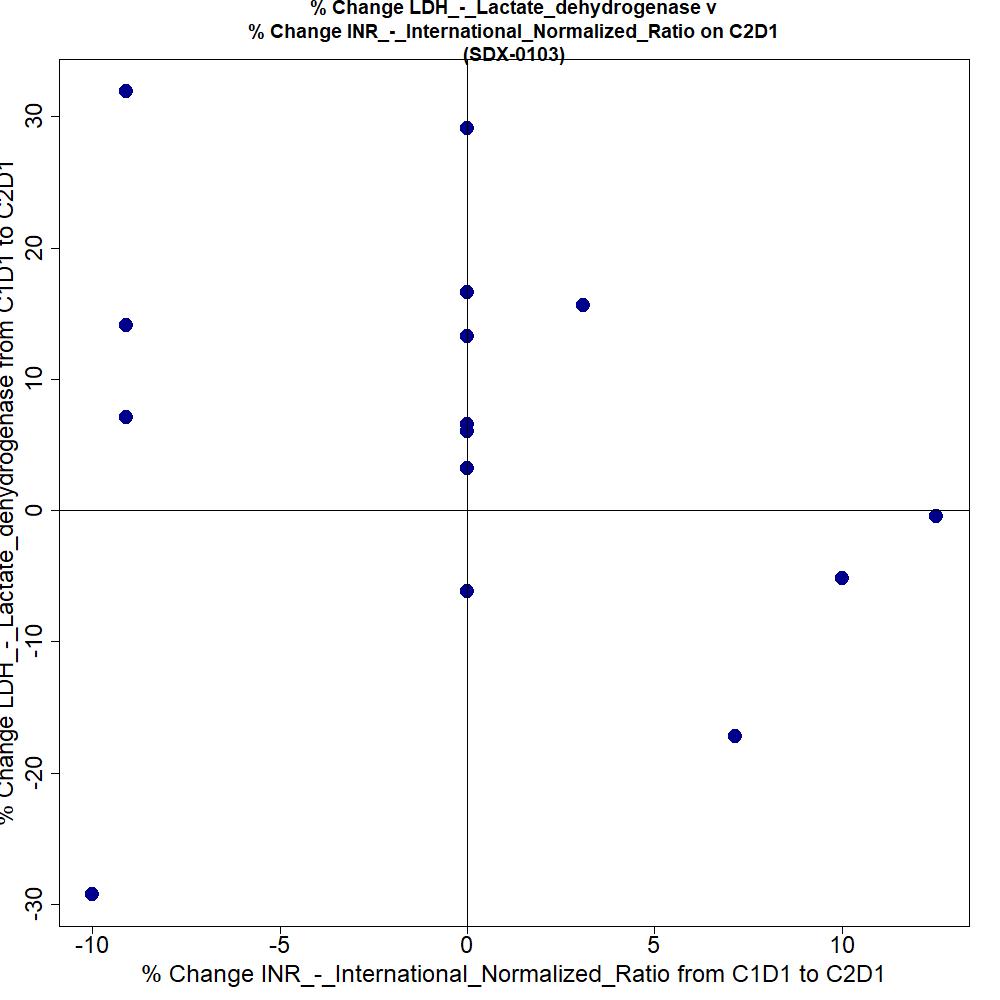 % Change LDH_-_Lactate_dehydrogenase v
% Change INR_-_International_Normalized_Ratio on C2D1
(SDX-0103)
% Change LDH_-_Lactate_dehydrogenase from C1D1 to C2D1
30
20
10
0
-10
-20
-30
-10 -5 0 5 10
% Change INR_-_International_Normalized_Ratio from C1D1 to C2D1